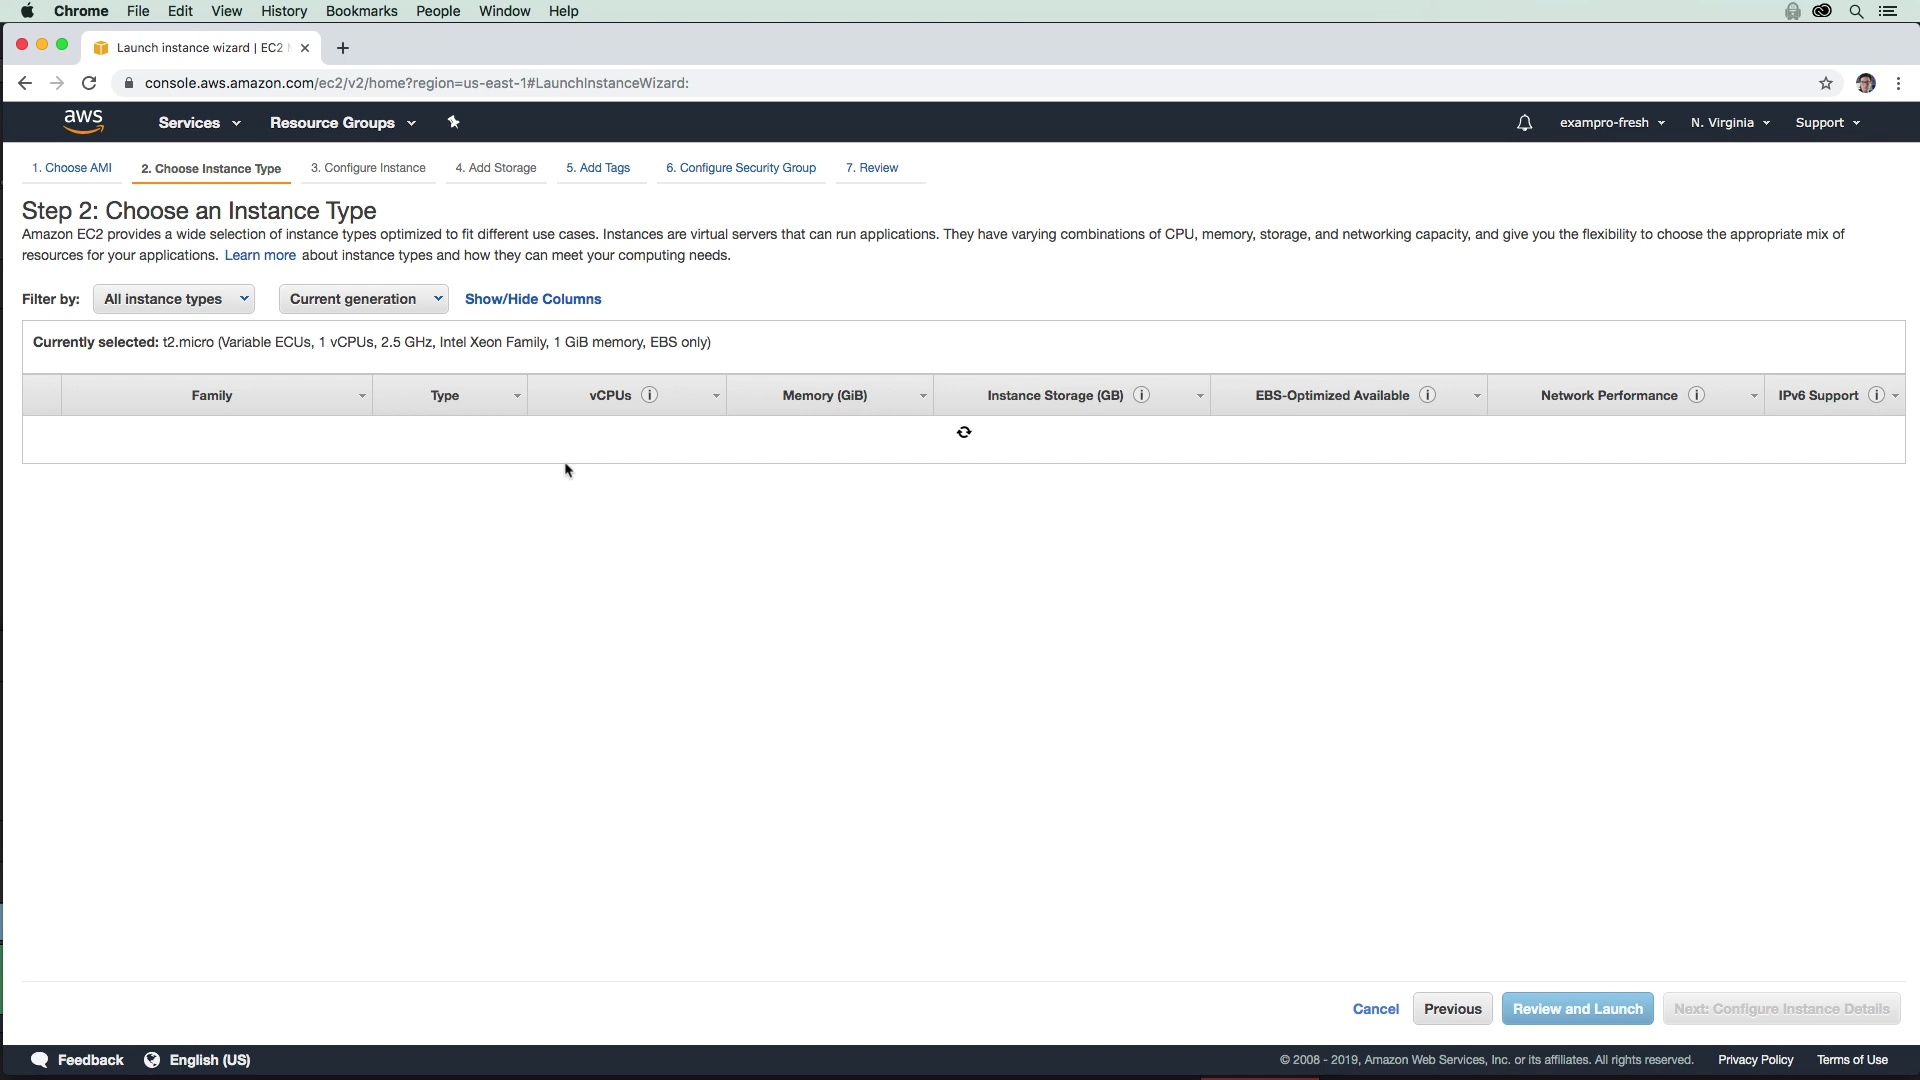 Chrome File Edit View History Bookmarks People Window Help
Launch instance wizard | EC2
console.aws.amazon.com/ec2/v2/home?region=us-east-1#LaunchInstanceWizard:
aws Services Resource Groups exampro-fresh N. Virginia Support
1. Choose AMI 2. Choose Instance Type 3. Configure Instance 4. Add Storage 5. Add Tags 6. Configure Security Group 7. Review
Step 2: Choose an Instance Type
Amazon EC2 provides a wide selection of instance types optimized to fit different use cases. Instances are virtual servers that can run applications. They have varying combinations of CPU, memory, storage, and networking capacity, and give you the flexibility to choose the appropriate mix of
resources for your applications. Learn more about instance types and how they can meet your computing needs.
Filter by: All instance types Current generation Show/Hide Columns
Currently selected: t2.micro (Variable ECUs, 1 vCPUs, 2.5 GHz, Intel Xeon Family, 1 GiB memory, EBS only)
Family Type vCPUs i Memory (GiB) Instance Storage (GB) i EBS-Optimized Available i Network Performance i IPv6 Support i
Cancel Previous Review and Launch Next: Configure Instance Details
Feedback English (US) © 2008 - 2019, Amazon Web Services, Inc. or its affiliates. All rights reserved. Privacy Policy Terms of Use